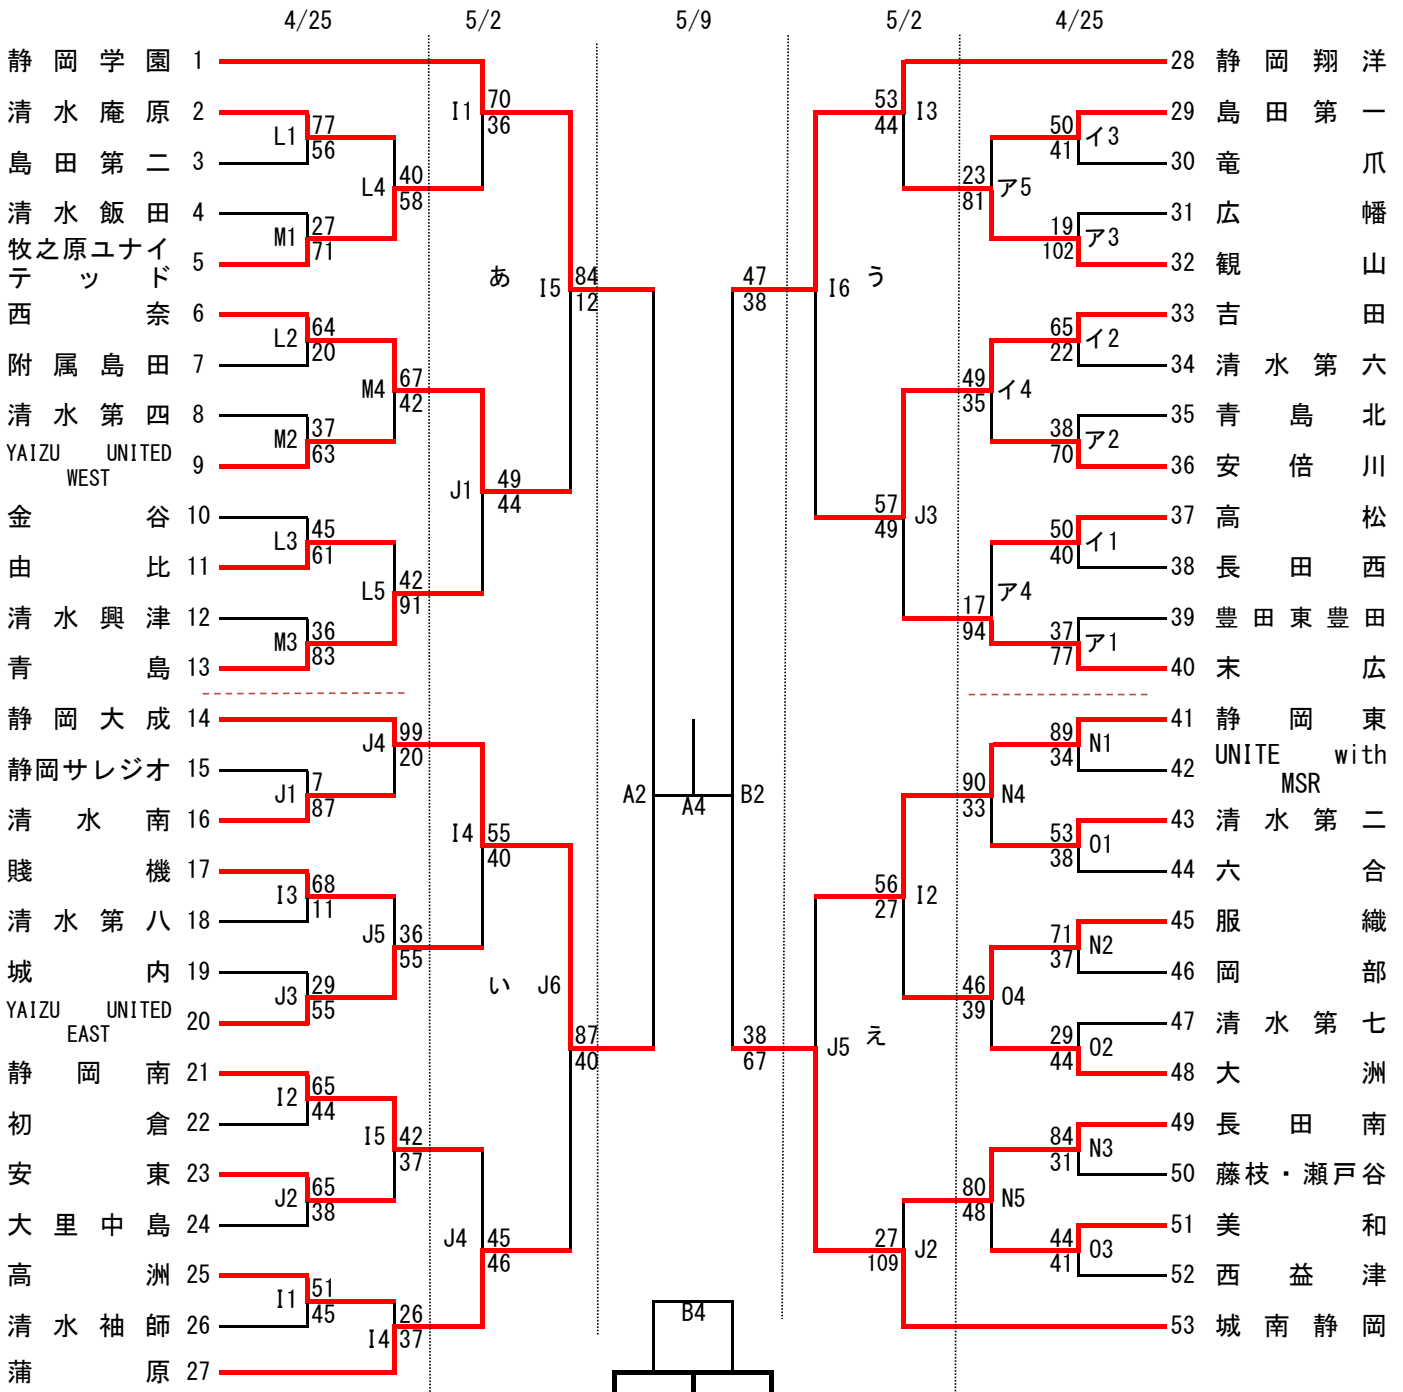 4/25 5/2 5/9 5/2 4/25
静岡学園 1
清水庵原 2
島田第二 3
清水飯田 4
牧之原ユナイテッド 5
西奈 6
附属島田 7
清水第四 8
YAIZU UNITED WEST 9
金谷 10
由比 11
清水興津 12
青島 13
静岡大成 14
静岡サレジオ 15
清水南 16
賤機 17
清水第八 18
城内 19
YAIZU UNITED EAST 20
静岡南 21
初倉 22
安東 23
大里中島 24
高洲 25
清水袖師 26
蒲原 27
L1 77 56
M1 27 71
L2 64 20
M2 37 63
L3 45 61
M3 36 83
J1 7 87
I3 68 11
J3 29 55
I2 65 44
J2 65 38
I1 51 45
L4 40 58
M4 67 42
L5 42 91
J4 99 20
J5 36 55
I5 42 37
I4 26 37
I1 70 36
J1 49 44
I4 55 40
J4 45 46
あ I5 84 12
い J6 87 40
A2 A4 B2
B4
47 38 I6 う
38 67 J5 え
53 44 I3
57 49 J3
56 27 I2
27 109 J2
23 81 ア5
49 35 イ4
17 94 ア4
90 33 N4
46 39 O4
80 48 N5
50 41 イ3
19 102 ア3
65 22 イ2
38 70 ア2
50 40 イ1
37 77 ア1
89 34 N1
53 38 O1
71 37 N2
29 44 O2
84 31 N3
44 41 O3
28 静岡翔洋
29 島田第一
30 竜爪
31 広幡
32 観山
33 吉田
34 清水第六
35 青島北
36 安倍川
37 高松
38 長田西
39 豊田東豊田
40 末広
41 静岡東
42 UNITE with MSR
43 清水第二
44 六合
45 服織
46 岡部
47 清水第七
48 大洲
49 長田南
50 藤枝・瀬戸谷
51 美和
52 西益津
53 城南静岡